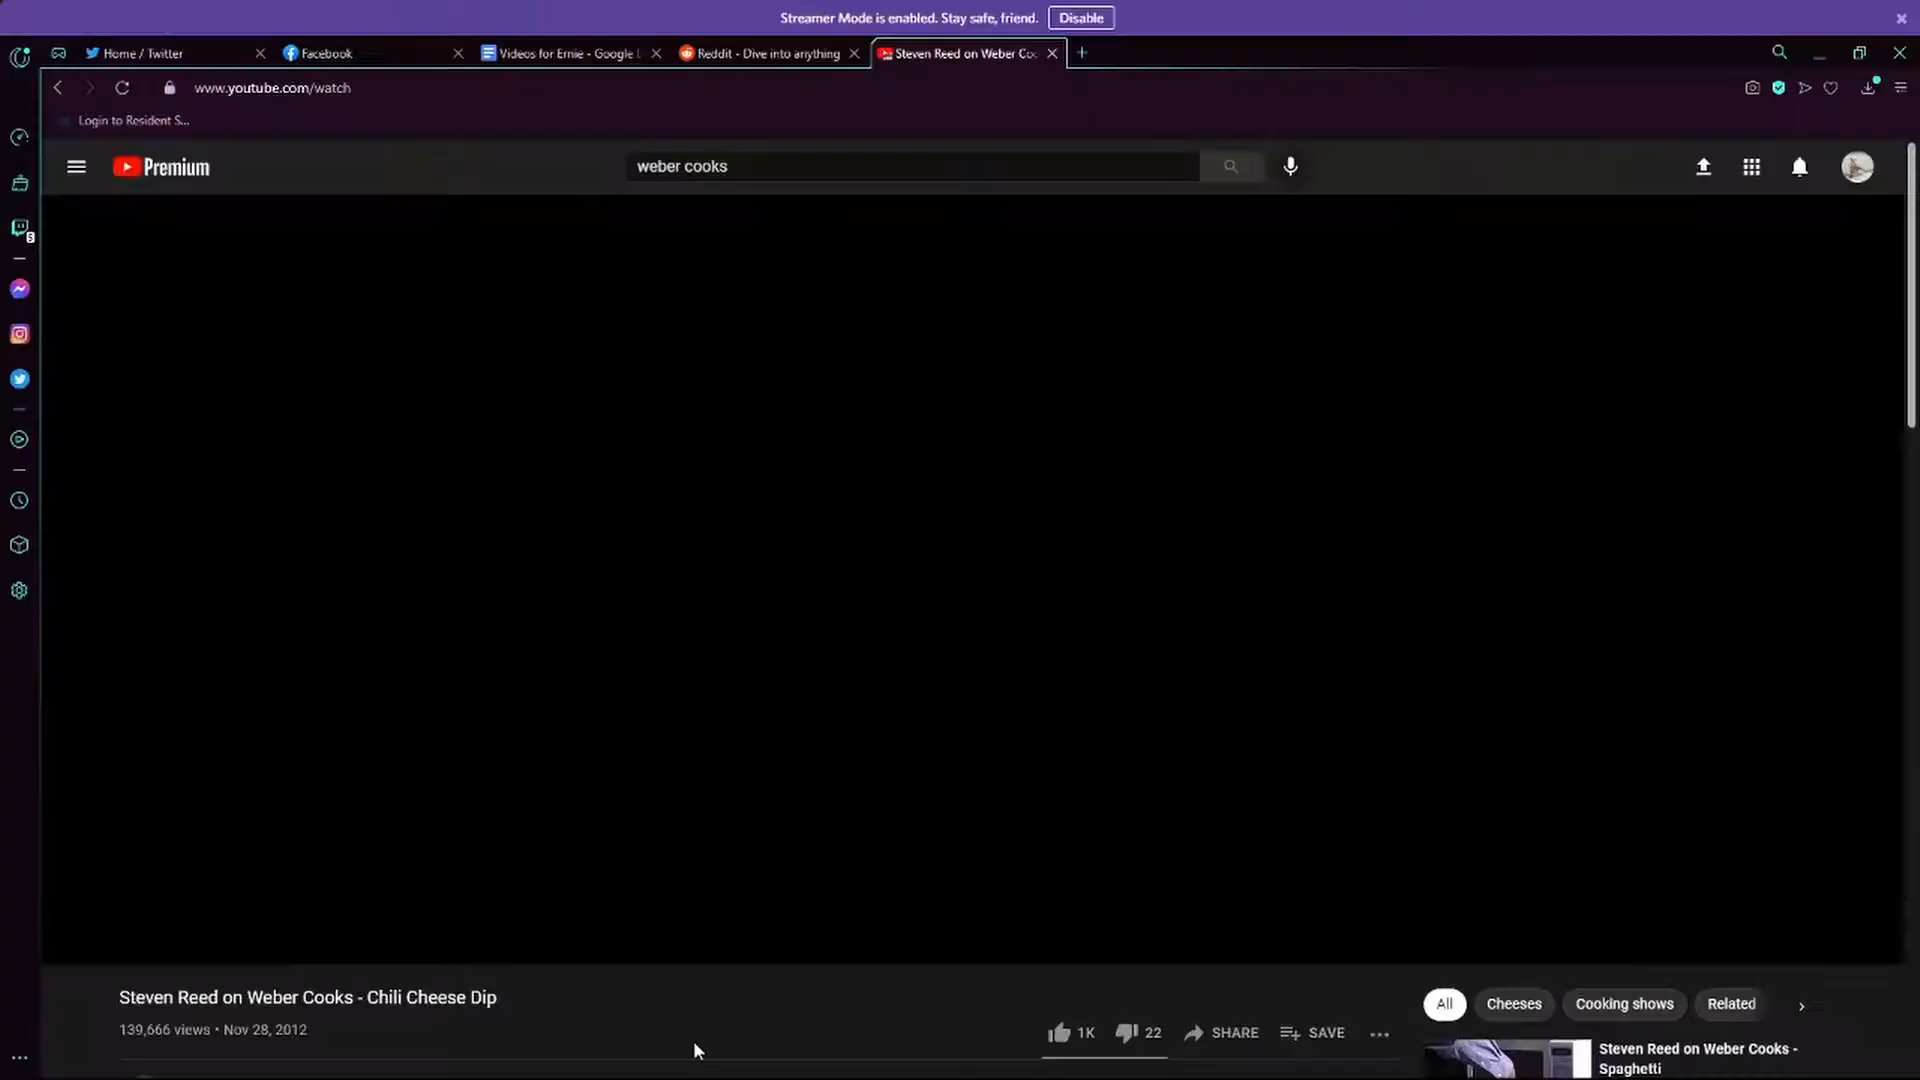 Streamer Mode is enabled. Stay safe, friend. Disable
Home / Twitter
Facebook
Videos for Ernie - Google
Reddit - Dive into anything
Steven Reed on Weber Co
www.youtube.com/watch
Login to Resident S...
Premium
weber cooks
S
Steven Reed on Weber Cooks - Chili Cheese Dip
139,666 views • Nov 28, 2012
1K
22
SHARE
SAVE
All
Cheeses
Cooking shows
Related
Steven Reed on Weber Cooks -
Spaghetti